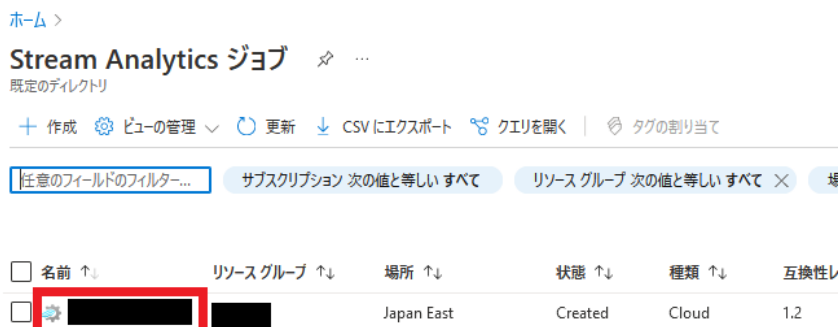 ホーム >
Stream Analytics ジョブ ...
既定のディレクトリ
+ 作成 ビューの管理 更新 CSV にエクスポート クエリを開く タグの割り当て
任意のフィールドのフィルター... サブスクリプション 次の値と等しい すべて リソース グループ 次の値と等しい すべて ×
名前 ↑↓ リソース グループ ↑↓ 場所 ↑↓ 状態 ↑↓ 種類 ↑↓ 互換性レ
Japan East Created Cloud 1.2